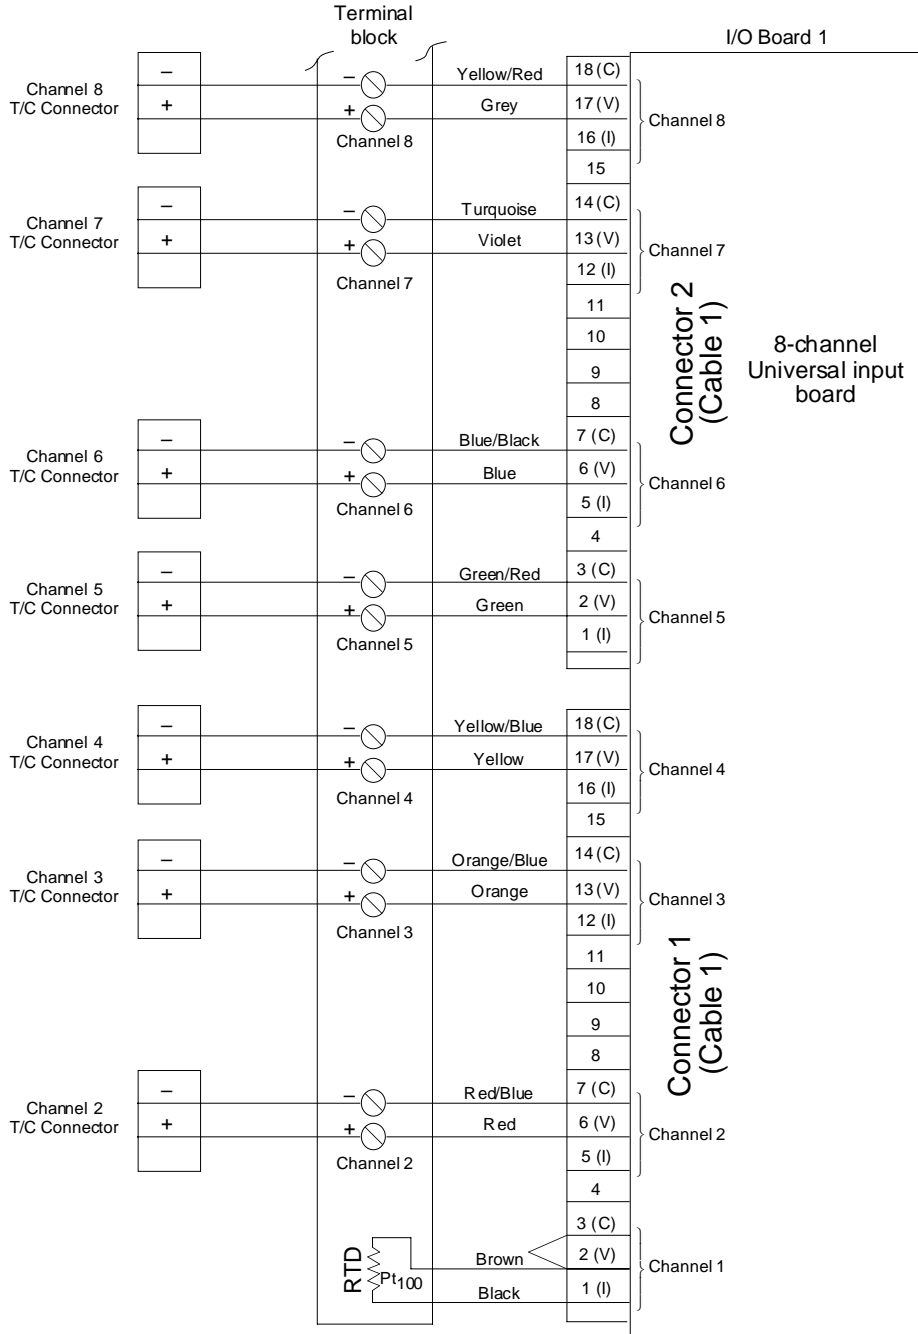 Terminal
block
I/O Board 1
Channel 8
T/C Connector
–
+
–
+
Channel 8
Yellow/Red
Grey
18 (C)
17 (V)
16 (I)
15
Channel 8
Channel 7
T/C Connector
–
+
–
+
Channel 7
Turquoise
Violet
14 (C)
13 (V)
12 (I)
11
10
9
8
Channel 7
Connector 2
(Cable 1)
8-channel
Universal input
board
Channel 6
T/C Connector
–
+
–
+
Channel 6
Blue/Black
Blue
7 (C)
6 (V)
5 (I)
4
Channel 6
Channel 5
T/C Connector
–
+
–
+
Channel 5
Green/Red
Green
3 (C)
2 (V)
1 (I)
Channel 5
Channel 4
T/C Connector
–
+
–
+
Channel 4
Yellow/Blue
Yellow
18 (C)
17 (V)
16 (I)
15
Channel 4
Channel 3
T/C Connector
–
+
–
+
Channel 3
Orange/Blue
Orange
14 (C)
13 (V)
12 (I)
11
10
9
8
Channel 3
Connector 1
(Cable 1)
Channel 2
T/C Connector
–
+
–
+
Channel 2
Red/Blue
Red
7 (C)
6 (V)
5 (I)
4
Channel 2
RTD
Pt100
Brown
Black
3 (C)
2 (V)
1 (I)
Channel 1